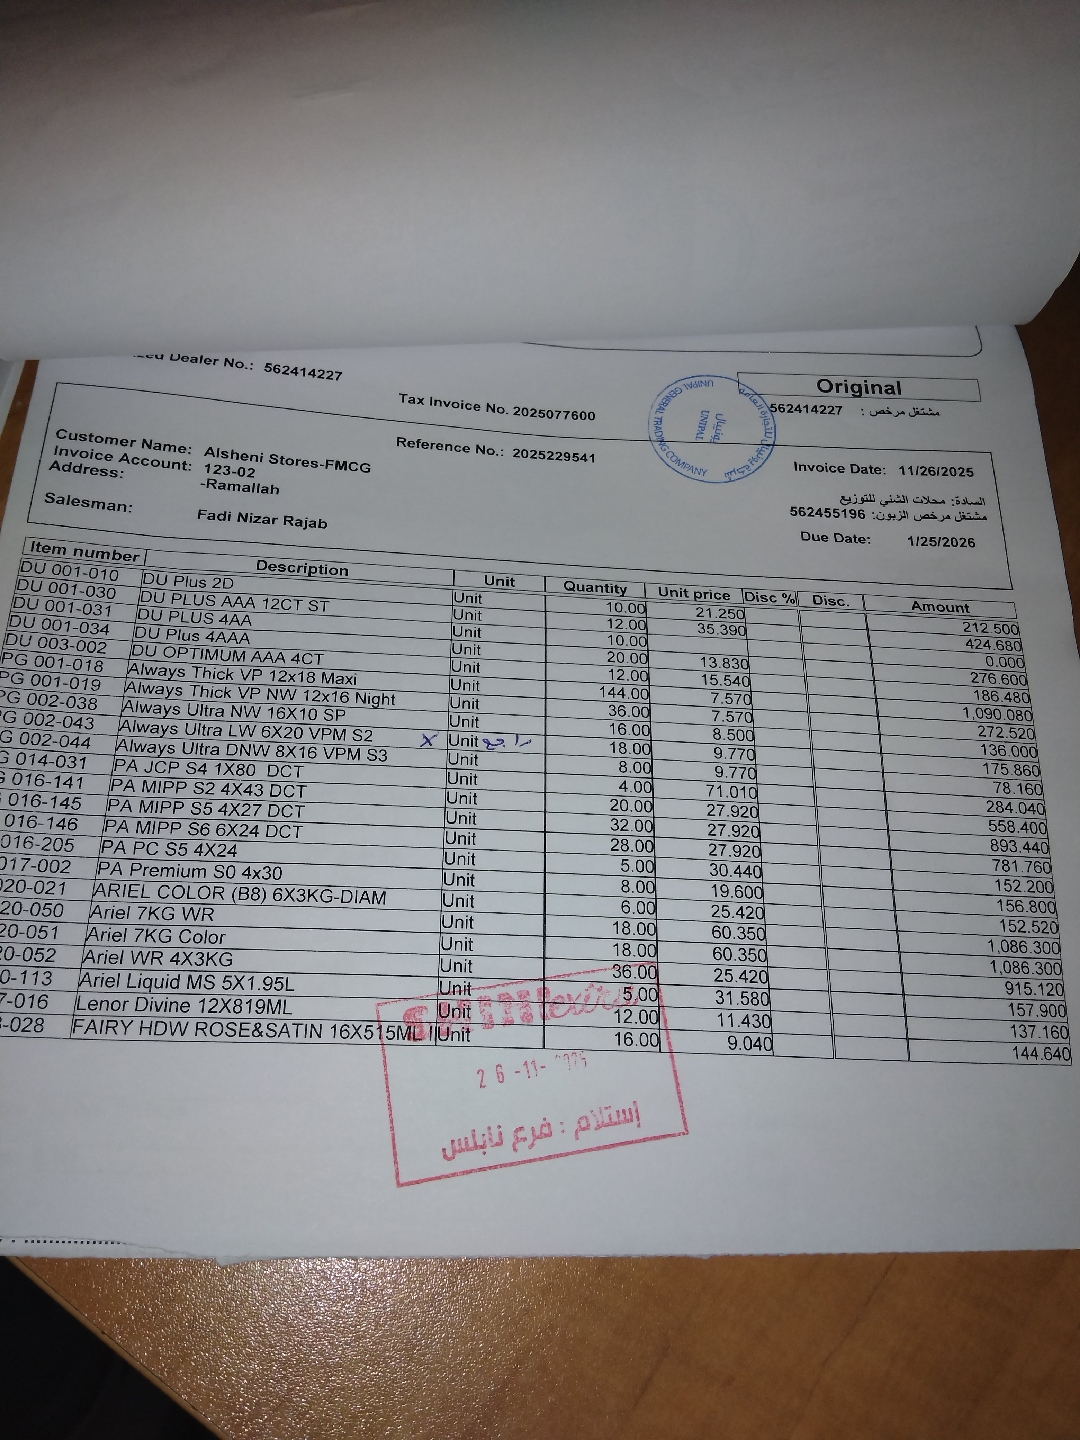 Dealer No.: 562414227
Tax Invoice No. 2025077600
Original
562414227 : مشتغل مرخص
UNIPAL GENERAL TRADING COMPANY
يونيبال
UNIPAL
Customer Name: Alsheni Stores-FMCG
Reference No.: 2025229541
Invoice Date: 11/26/2025
Invoice Account: 123-02
Address: -Ramallah
السادة: محلات الشني للتوزيع
مشتغل مرخص الزبون: 562455196
Salesman: Fadi Nizar Rajab
Due Date: 1/25/2026
Item number Description Unit Quantity Unit price Disc % Disc. Amount
DU 001-010 DU Plus 2D Unit 10.00 21.250 212.500
DU 001-030 DU PLUS AAA 12CT ST Unit 12.00 35.390 424.680
DU 001-031 DU PLUS 4AA Unit 10.00 0.000
DU 001-034 DU Plus 4AAA Unit 20.00 13.830 276.600
DU 003-002 DU OPTIMUM AAA 4CT Unit 12.00 15.540 186.480
PG 001-018 Always Thick VP 12x18 Maxi Unit 144.00 7.570 1,090.080
PG 001-019 Always Thick VP NW 12x16 Night Unit 36.00 7.570 272.520
PG 002-038 Always Ultra NW 16X10 SP Unit 16.00 8.500 136.000
PG 002-043 Always Ultra LW 6X20 VPM S2 x Unit راجع 18.00 9.770 175.860
G 002-044 Always Ultra DNW 8X16 VPM S3 Unit 8.00 9.770 78.160
G 014-031 PA JCP S4 1X80 DCT Unit 4.00 71.010 284.040
G 016-141 PA MIPP S2 4X43 DCT Unit 20.00 27.920 558.400
016-145 PA MIPP S5 4X27 DCT Unit 32.00 27.920 893.440
016-146 PA MIPP S6 6X24 DCT Unit 28.00 27.920 781.760
016-205 PA PC S5 4X24 Unit 5.00 30.440 152.200
017-002 PA Premium S0 4x30 Unit 8.00 19.600 156.800
020-021 ARIEL COLOR (B8) 6X3KG-DIAM Unit 6.00 25.420 152.520
20-050 Ariel 7KG WR Unit 18.00 60.350 1,086.300
20-051 Ariel 7KG Color Unit 18.00 60.350 1,086.300
0-052 Ariel WR 4X3KG Unit 36.00 25.420 915.120
0-113 Ariel Liquid MS 5X1.95L Unit 5.00 31.580 157.900
7-016 Lenor Divine 12X819ML Unit 12.00 11.430 137.160
-028 FAIRY HDW ROSE&SATIN 16X515ML Unit 16.00 9.040 144.640
26-11-
إستلام : فرع نابلس